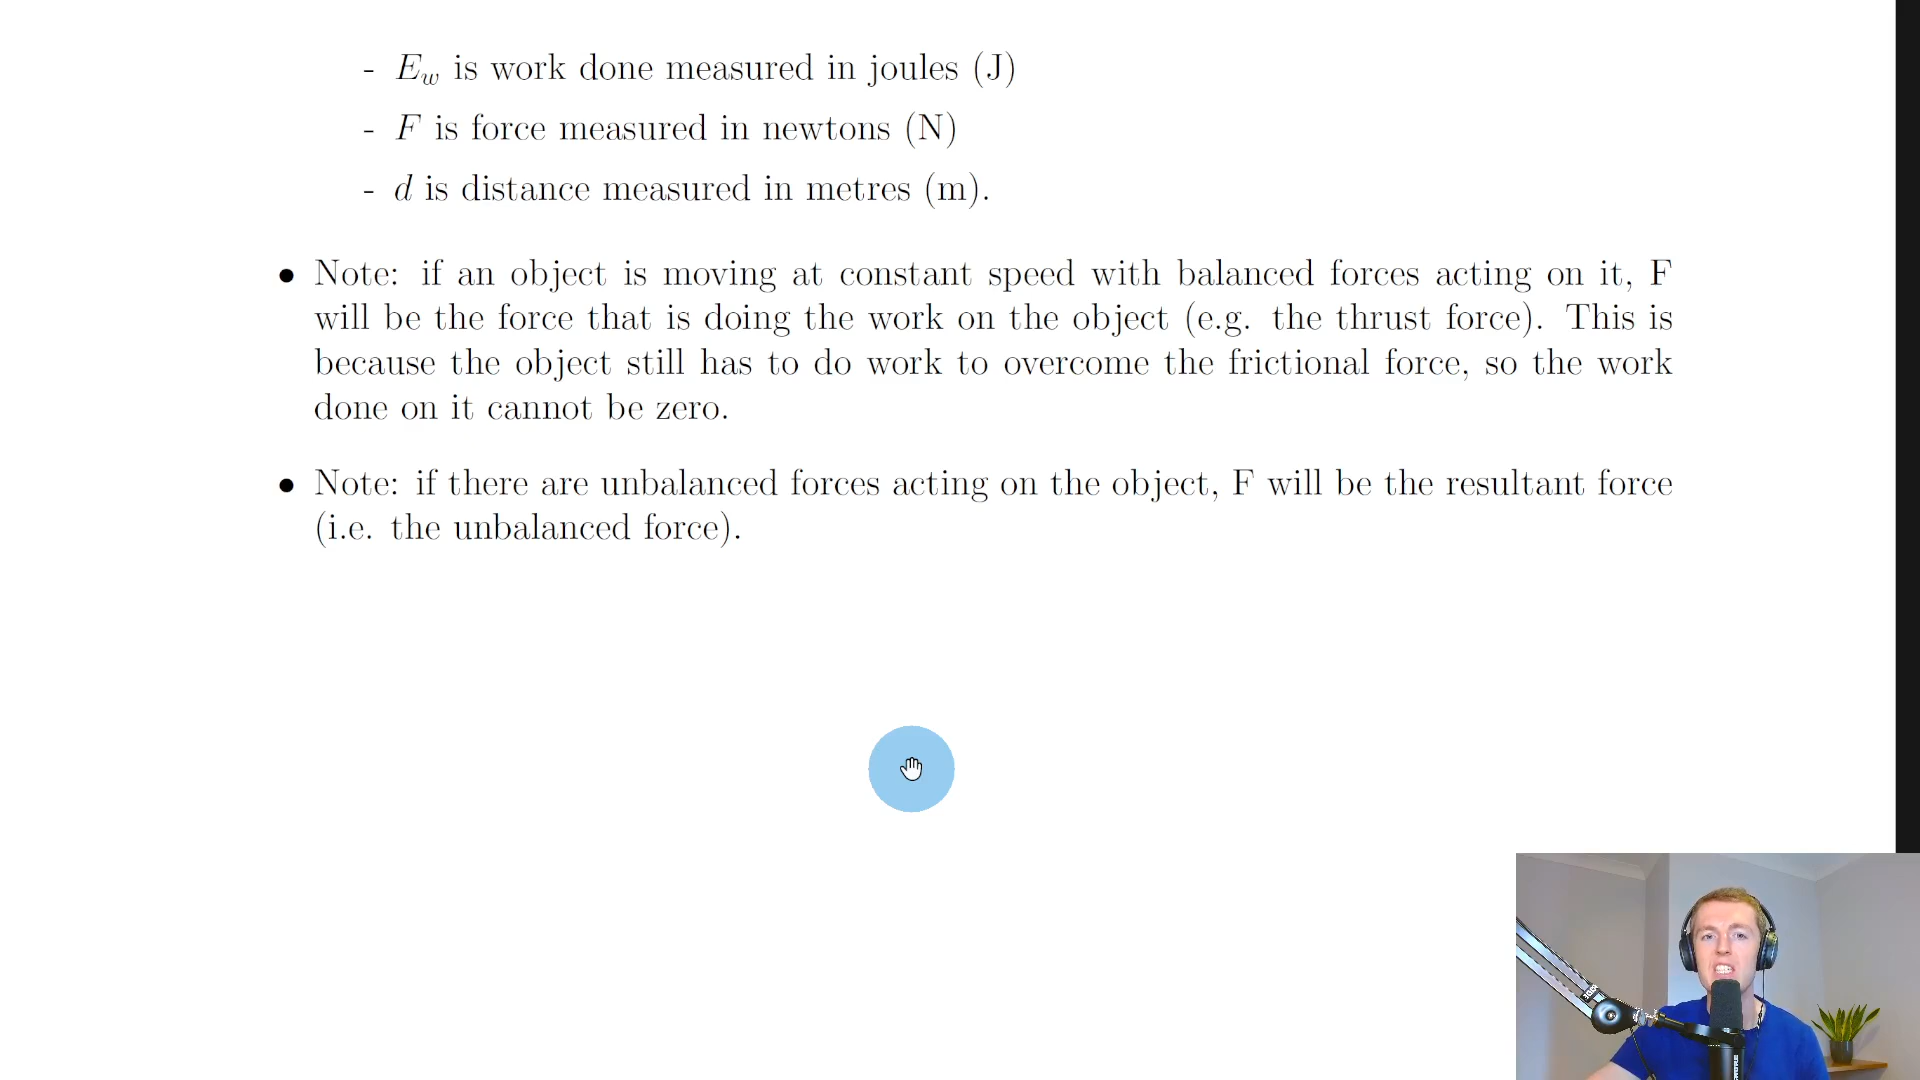 - E_w is work done measured in joules (J)
- F is force measured in newtons (N)
- d is distance measured in metres (m).
• Note: if an object is moving at constant speed with balanced forces acting on it, F
will be the force that is doing the work on the object (e.g. the thrust force). This is
because the object still has to do work to overcome the frictional force, so the work
done on it cannot be zero.
• Note: if there are unbalanced forces acting on the object, F will be the resultant force
(i.e. the unbalanced force).